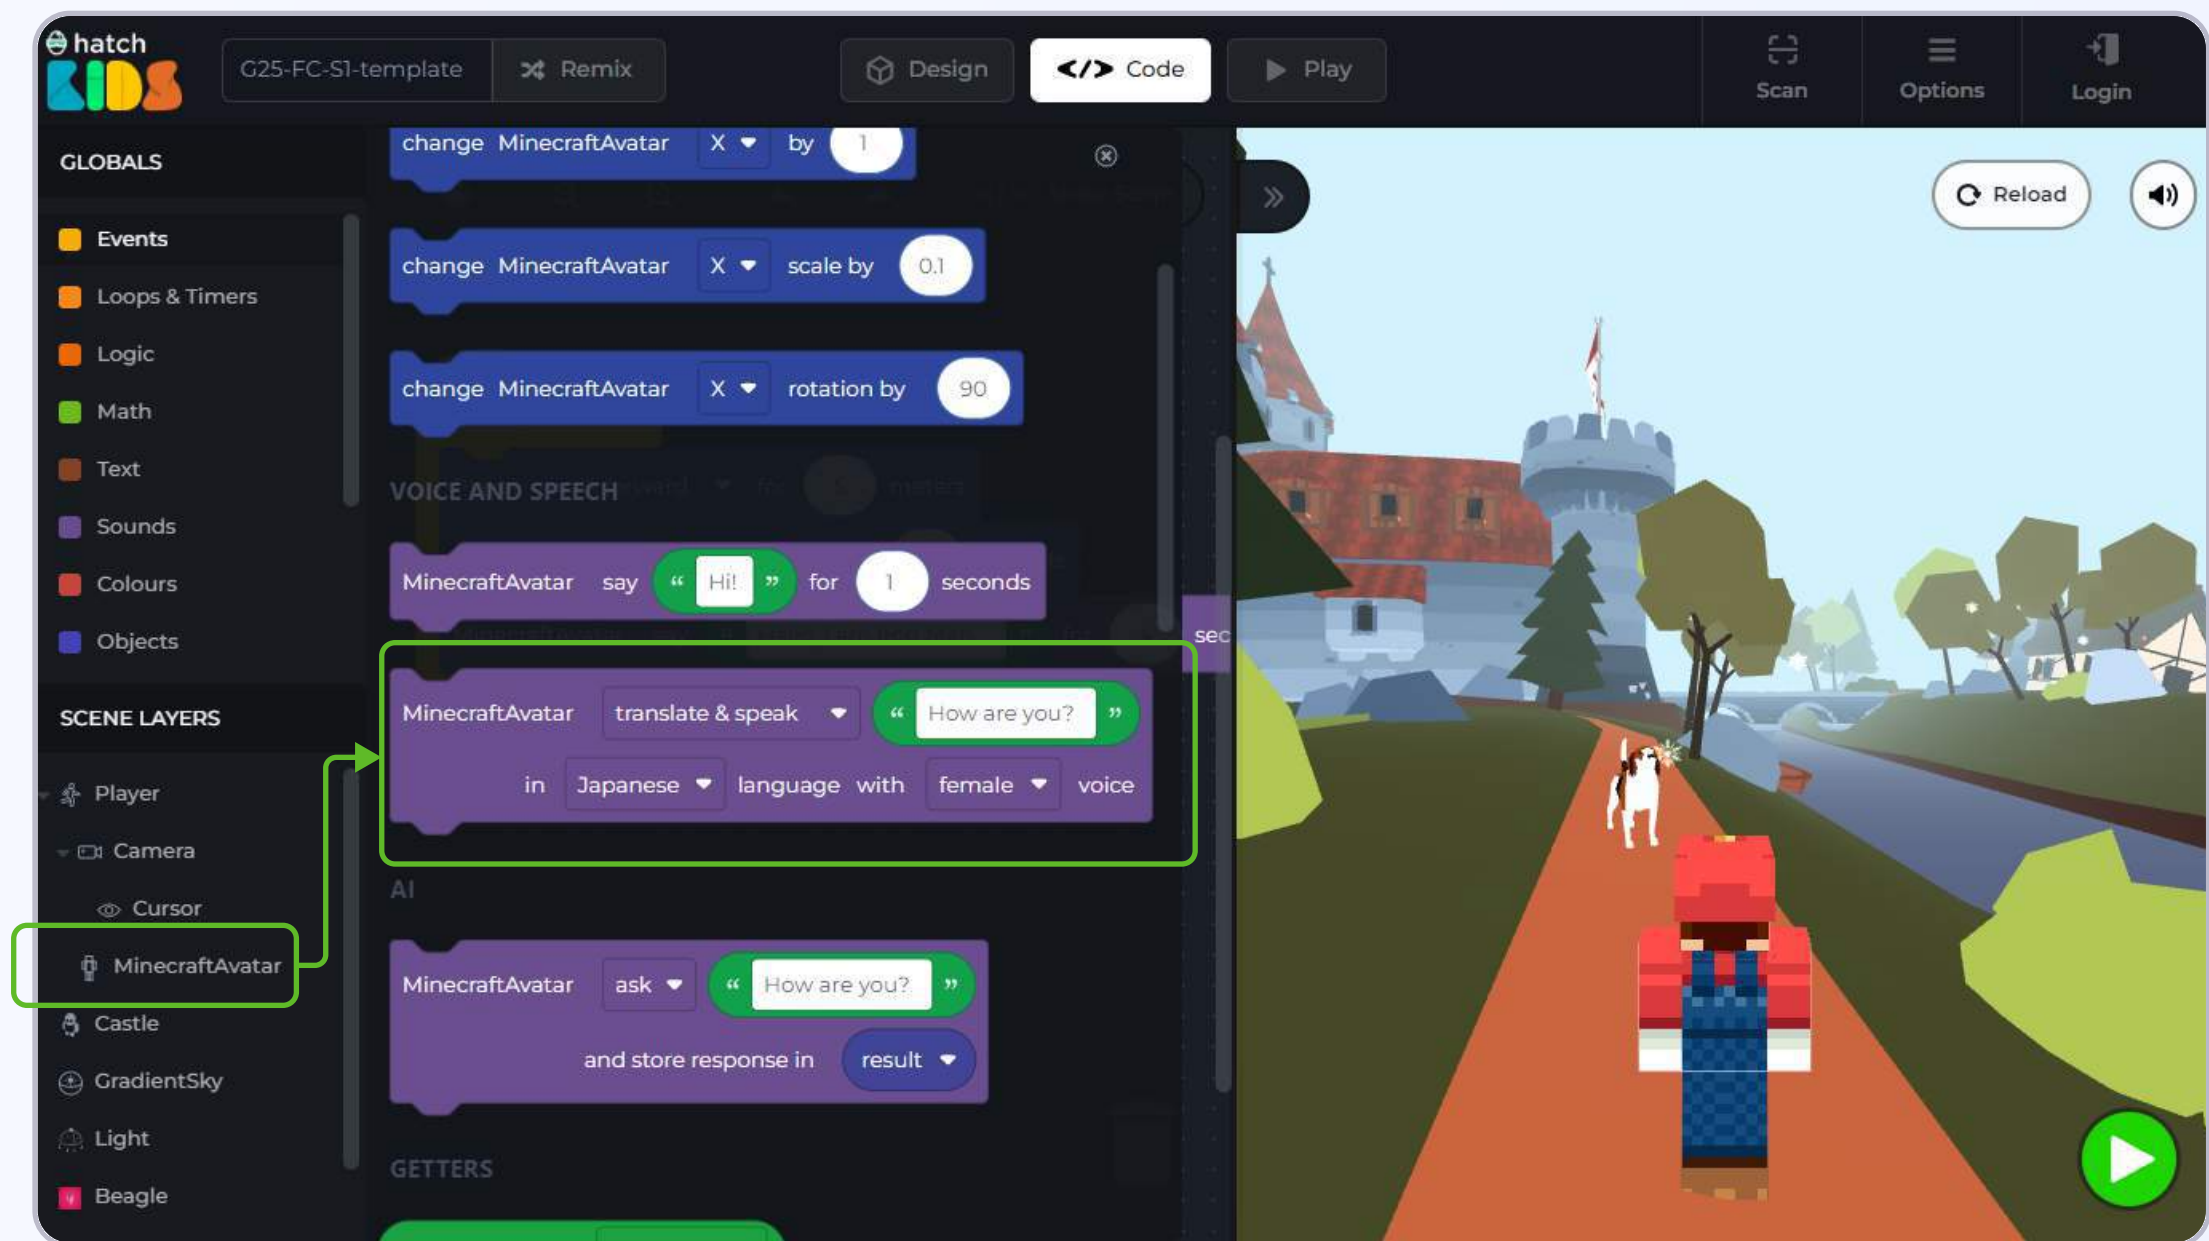 hatch
KIDS
G25-FC-S1-template
Remix
Design
</> Code
Play
Scan
Options
Login
GLOBALS
Events
Loops & Timers
Logic
Math
Text
Sounds
Colours
Objects
SCENE LAYERS
Player
Camera
Cursor
MinecraftAvatar
Castle
GradientSky
Light
Beagle
change MinecraftAvatar X by 1
change MinecraftAvatar X scale by 0.1
change MinecraftAvatar X rotation by 90
VOICE AND SPEECH
MinecraftAvatar say “ Hi! ” for 1 seconds
MinecraftAvatar translate & speak “ How are you? ”
in Japanese language with female voice
AI
MinecraftAvatar ask “ How are you? ”
and store response in result
GETTERS
sec
Reload